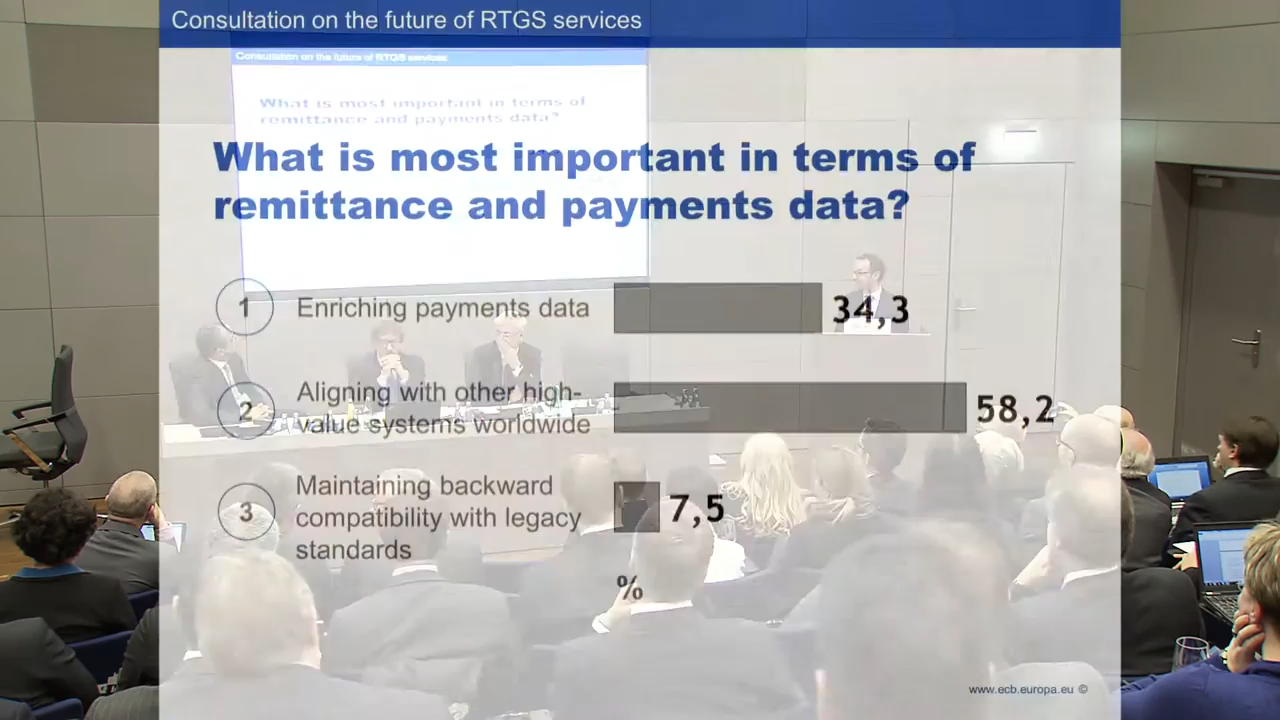 Consultation on the future of RTGS services
Consultation on the future of RTGS services
What is most important in terms of
remittance and payments data?
What is most important in terms of
remittance and payments data?
1 Enriching payments data 34,3
2 Aligning with other high-
value systems worldwide 58,2
3 Maintaining backward
compatibility with legacy
standards 7,5
%
www.ecb.europa.eu ©